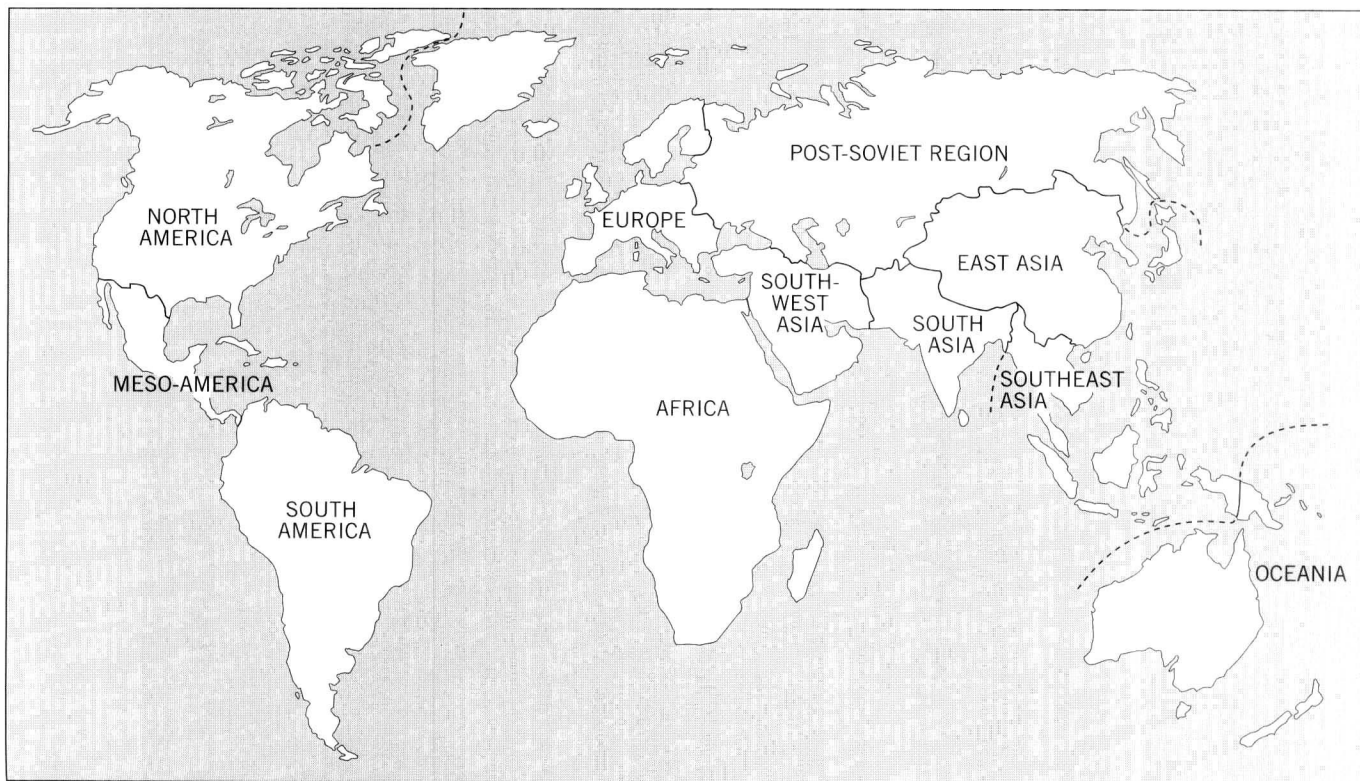 POST-SOVIET REGION
NORTH
AMERICA
EUROPE
EAST ASIA
SOUTH-
WEST
ASIA
SOUTH
ASIA
MESO-AMERICA
SOUTHEAST
ASIA
AFRICA
SOUTH
AMERICA
OCEANIA